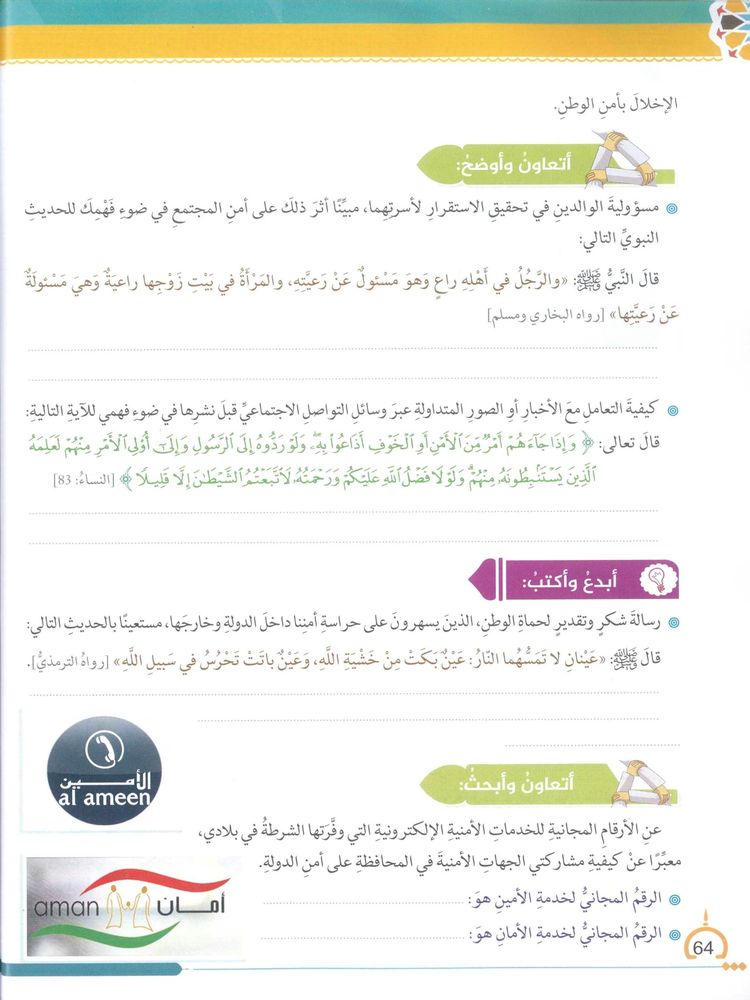 الإخلالَ بأمنِ الوطنِ.
أتعاونُ وأوضحُ:
مسؤوليةَ الوالدينِ في تحقيقِ الاستقرارِ لأسرتِهِما، مبيِّنًا أثرَ ذلكَ على أمنِ المجتمعِ في ضوءِ فَهْمِكَ للحديثِ
النبويِّ التالي:
قالَ النَّبيُّ ﷺ: «والرَّجُلُ في أَهْلِهِ راعٍ وَهوَ مَسْئولٌ عَنْ رَعيَّتِهِ، والمَرْأَةُ في بَيْتِ زَوْجِها راعيَةٌ وَهيَ مَسْئولَةٌ
عَنْ رَعيَّتِها» [رواه البخاري ومسلم]
كيفيةَ التعاملِ معَ الأخبارِ أوِ الصورِ المتداولةِ عبرَ وسائلِ التواصلِ الاجتماعيِّ قبلَ نشرِها في ضوءِ فهمي للآيةِ التاليةِ:
قالَ تعالى: ﴿ وَإِذَا جَآءَهُمْ أَمْرٌ مِّنَ ٱلْأَمْنِ أَوِ ٱلْخَوْفِ أَذَاعُوا۟ بِهِۦ ۖ وَلَوْ رَدُّوهُ إِلَى ٱلرَّسُولِ وَإِلَىٰٓ أُو۟لِى ٱلْأَمْرِ مِنْهُمْ لَعَلِمَهُ
ٱلَّذِينَ يَسْتَنۢبِطُونَهُۥ مِنْهُمْ ۗ وَلَوْلَا فَضْلُ ٱللَّهِ عَلَيْكُمْ وَرَحْمَتُهُۥ لَٱتَّبَعْتُمُ ٱلشَّيْطَٰنَ إِلَّا قَلِيلًا ﴾ [النساءُ: 83]
أبدعُ وأكتبُ:
رسالةَ شكرٍ وتقديرٍ لحماةِ الوطنِ، الذينَ يسهرونَ على حراسةِ أمنِنا داخلَ الدولةِ وخارجَها، مستعينًا بالحديثِ التالي:
قالَ ﷺ: «عَيْنانِ لا تَمَسُّهُما النّارُ: عَيْنٌ بَكَتْ مِنْ خَشْيَةِ اللَّهِ، وَعَيْنٌ باتَتْ تَحْرُسُ في سَبيلِ اللَّهِ» [رواهُ الترمذيُّ].
الأمين
al ameen
أتعاونُ وأبحثُ:
عنِ الأرقامِ المجانيةِ للخدماتِ الأمنيةِ الإلكترونيةِ التي وفَّرَتها الشرطةُ في بلادي،
معبِّرًا عنْ كيفيةِ مشاركتي الجهاتِ الأمنيةَ في المحافظةِ على أمنِ الدولةِ.
أمان aman
الرقمُ المجانيُّ لخدمةِ الأمينِ هوَ:
الرقمُ المجانيُّ لخدمةِ الأمانِ هوَ:
64